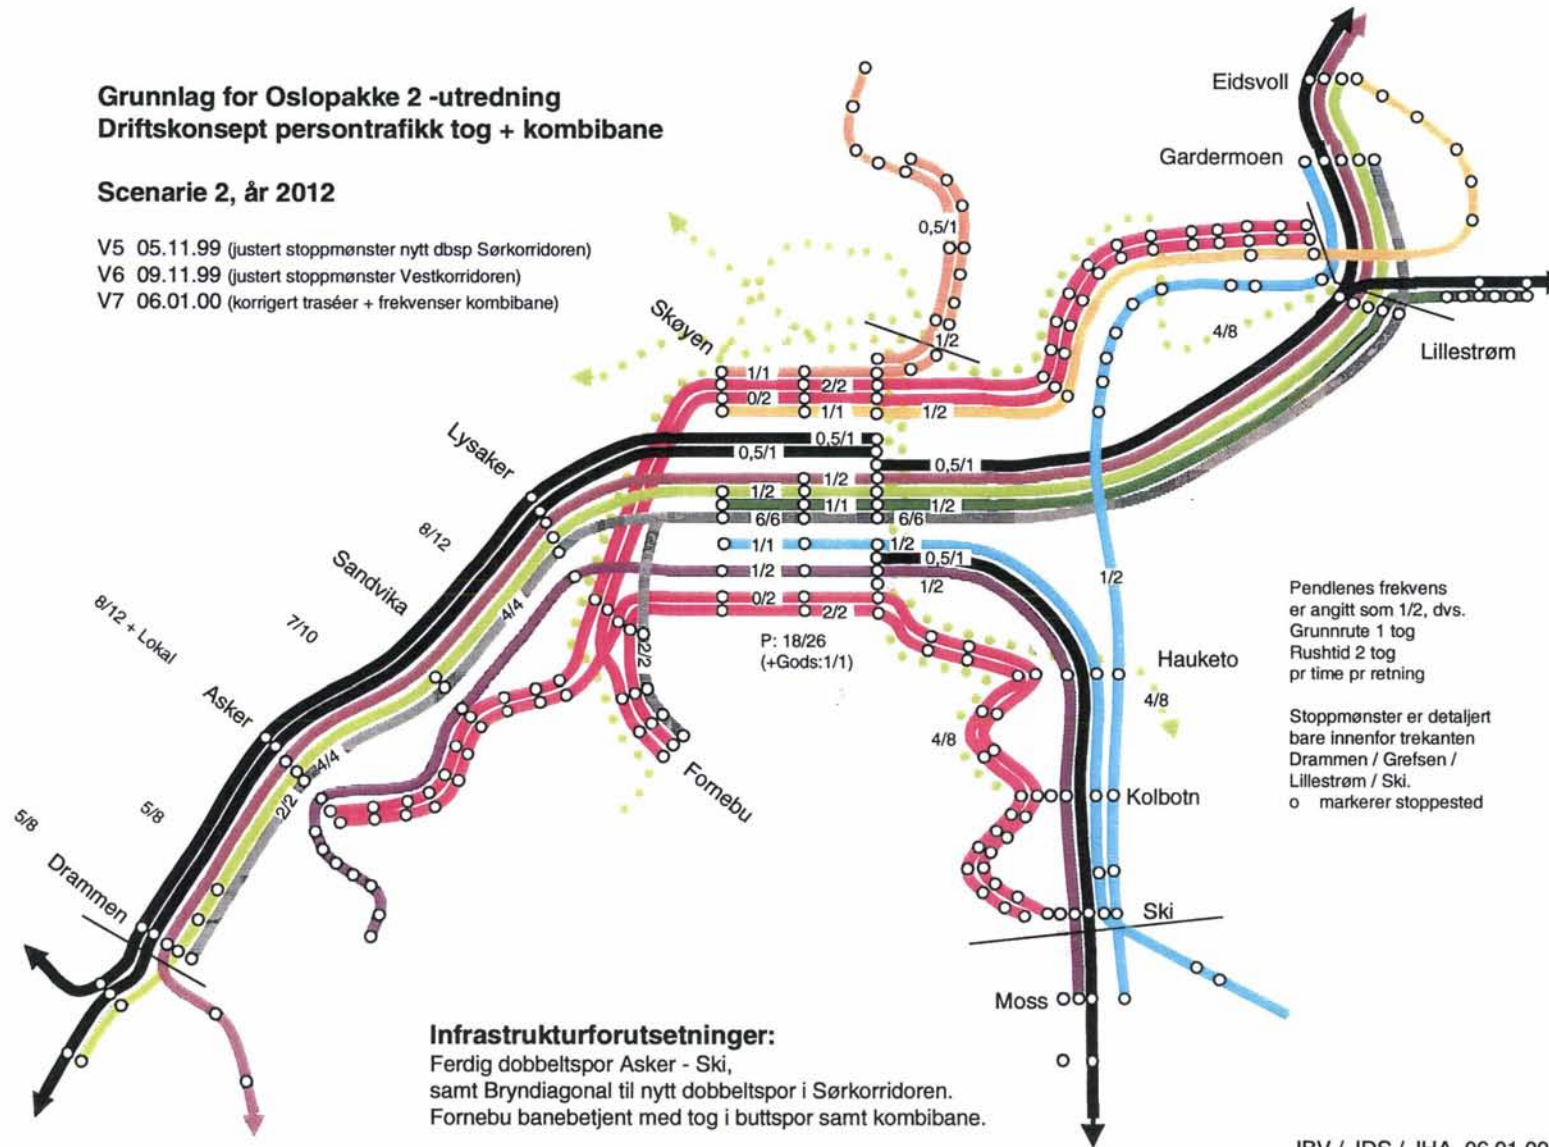 Grunnlag for Oslopakke 2 -utredning
Driftskonsept persontrafikk tog + kombibane
Scenarie 2, år 2012
V5 05.11.99 (justert stoppmønster nytt dbsp Sørkorridoren)
V6 09.11.99 (justert stoppmønster Vestkorridoren)
V7 06.01.00 (korrigert traséer + frekvenser kombibane)
Eidsvoll
Gardermoen
0,5/1
Skøyen
1/2
4/8
Lillestrøm
1/1
2/2
0/2
1/1
1/2
Lysaker
0,5/1
0,5/1
0,5/1
1/2
1/2
1/1
1/2
6/6
6/6
8/12
Sandvika
1/1
1/2
0,5/1
1/2
1/2
1/2
0/2
2/2
4/4
7/10
8/12 + Lokal
2/2
P: 18/26
(+Gods:1/1)
Hauketo
4/8
Asker
4/8
4/4
Fornebu
2/2
5/8
5/8
Kolbotn
Drammen
Ski
Moss
Pendlenes frekvens
er angitt som 1/2, dvs.
Grunnrute 1 tog
Rushtid 2 tog
pr time pr retning
Stoppmønster er detaljert
bare innenfor trekanten
Drammen / Grefsen /
Lillestrøm / Ski.
o markerer stoppested
Infrastrukturforutsetninger:
Ferdig dobbeltspor Asker - Ski,
samt Bryndiagonal til nytt dobbeltspor i Sørkorridoren.
Fornebu banebetjent med tog i buttspor samt kombibane.